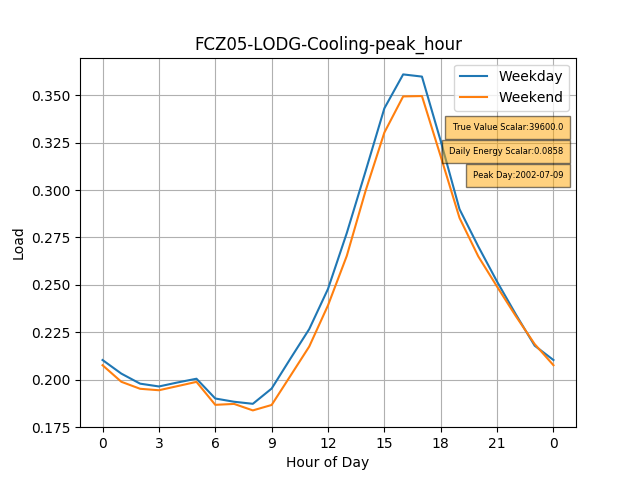 FCZ05-LODG-Cooling-peak_hour
Weekday
Weekend
True Value Scalar:39600.0
Daily Energy Scalar:0.0858
Peak Day:2002-07-09
Load
0.350
0.325
0.300
0.275
0.250
0.225
0.200
0.175
0 3 6 9 12 15 18 21 0
Hour of Day